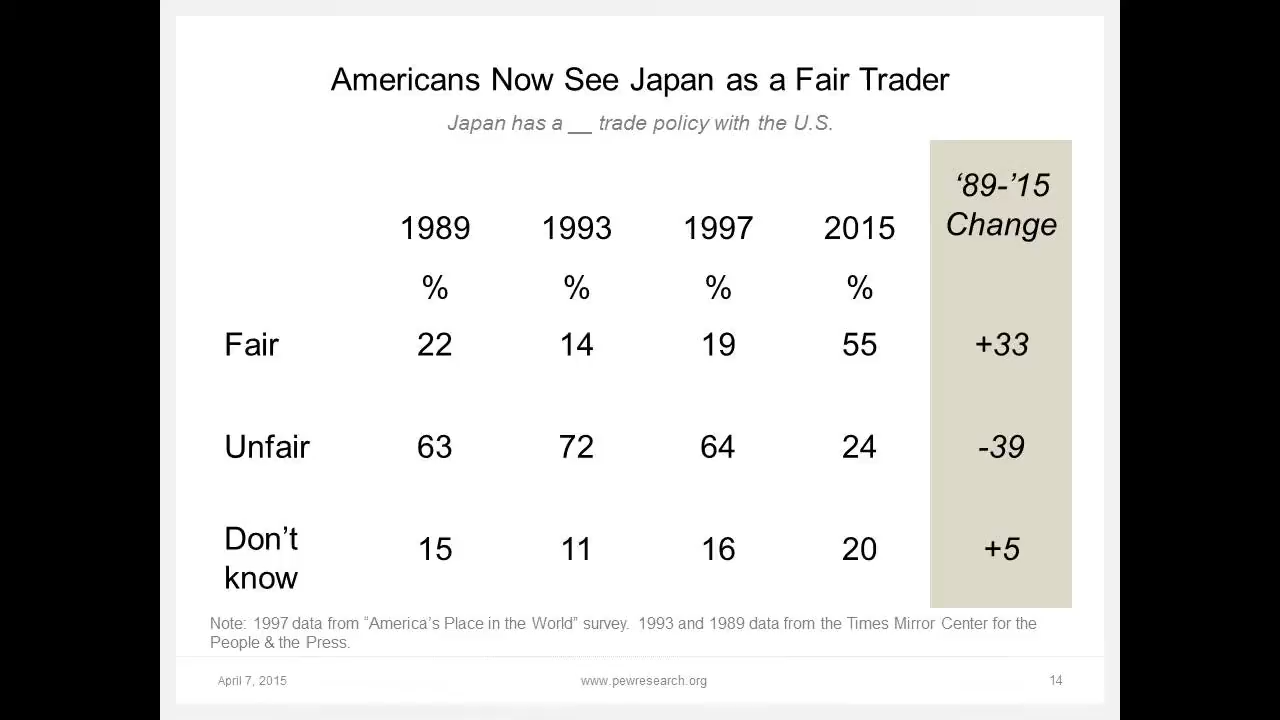 Americans Now See Japan as a Fair Trader
Japan has a __ trade policy with the U.S.
1989 1993 1997 2015 ‘89-’15 Change
% % % %
Fair 22 14 19 55 +33
Unfair 63 72 64 24 -39
Don’t know 15 11 16 20 +5
Note: 1997 data from “America’s Place in the World” survey. 1993 and 1989 data from the Times Mirror Center for the
People & the Press.
April 7, 2015 www.pewresearch.org 14